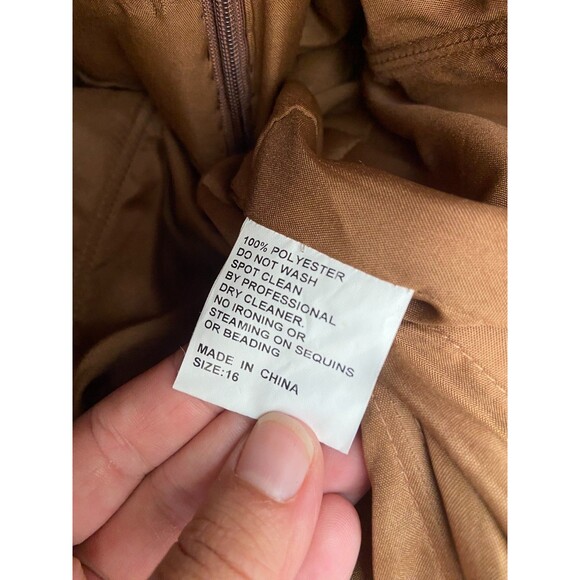 100% POLYESTER
DO NOT WASH
SPOT CLEAN
BY PROFESSIONAL
DRY CLEANER.
NO IRONING OR
STEAMING ON SEQUINS
OR BEADING
MADE IN CHINA
SIZE:16